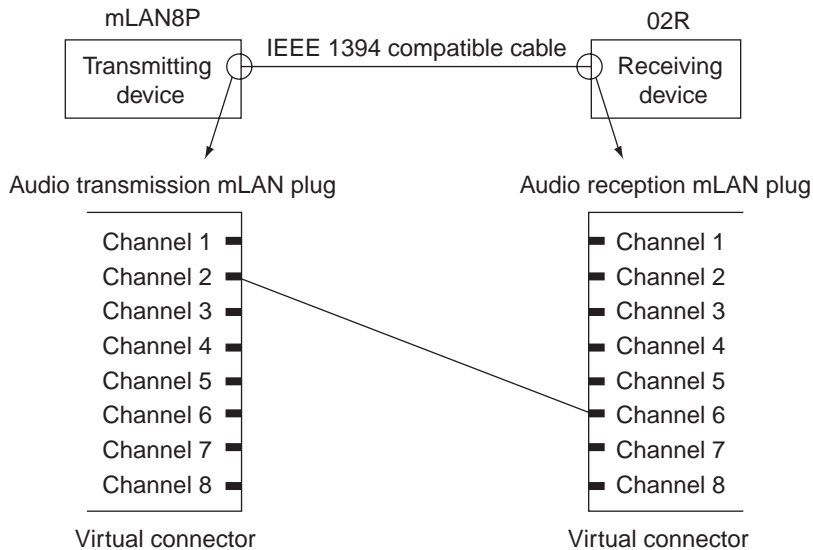 mLAN8P
02R
IEEE 1394 compatible cable
Transmitting
device
Receiving
device
Audio transmission mLAN plug
Audio reception mLAN plug
Channel 1
Channel 2
Channel 3
Channel 4
Channel 5
Channel 6
Channel 7
Channel 8
Virtual connector
Channel 1
Channel 2
Channel 3
Channel 4
Channel 5
Channel 6
Channel 7
Channel 8
Virtual connector